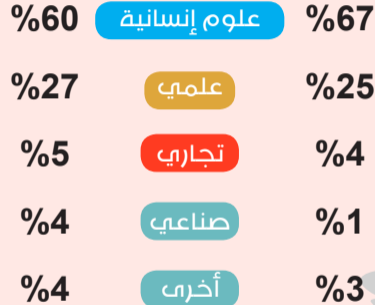 %67 علوم إنسانية %60
%25 علمي %27
%4 تجاري %5
%1 صناعي %4
%3 أخرى %4